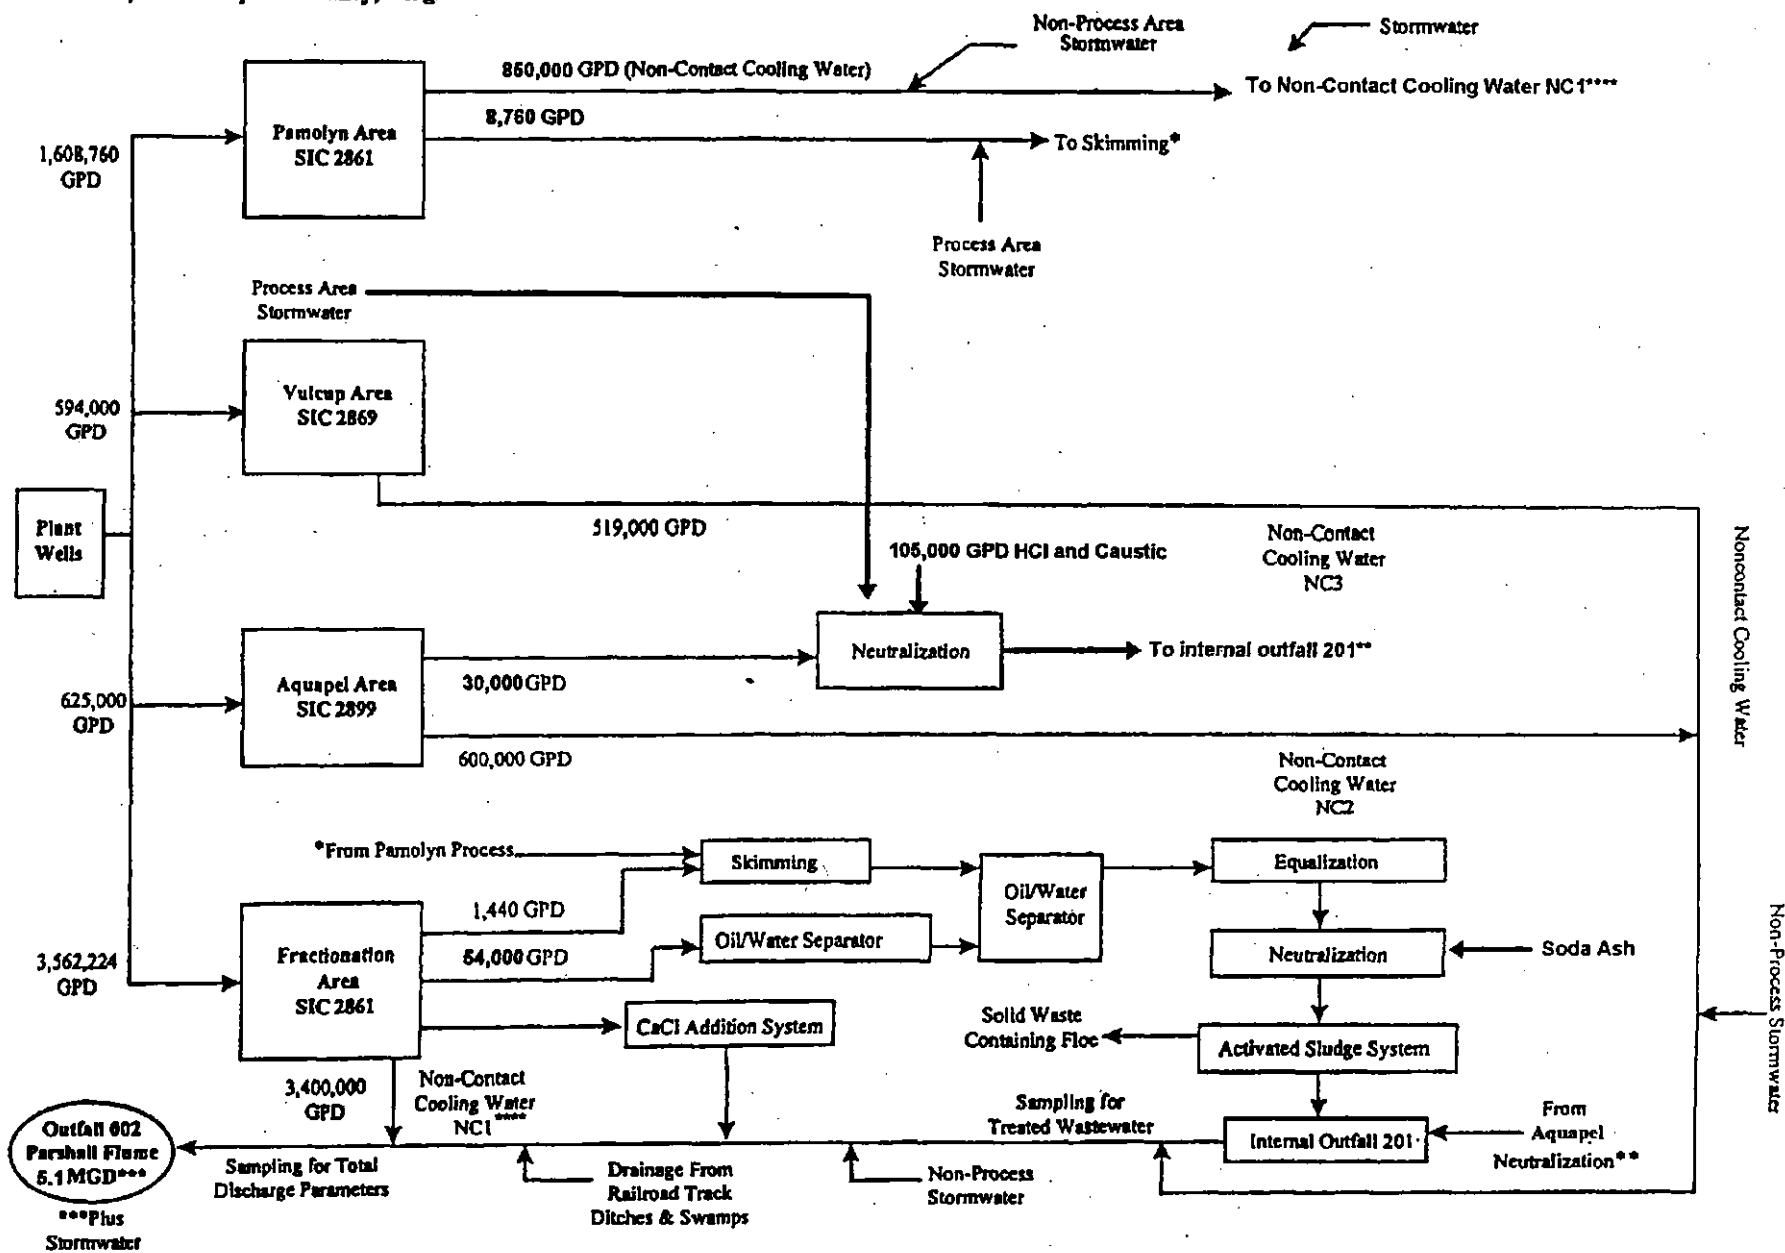 Non-Process Area
Stormwater
Stormwater
860,000 GPD (Non-Contact Cooling Water)
To Non-Contact Cooling Water NC1****
8,760 GPD
Pamolyn Area
SIC 2861
To Skimming*
1,608,760
GPD
Process Area
Stormwater
Process Area
Stormwater
Vulcup Area
SIC 2869
594,000
GPD
Plant
Wells
519,000 GPD
Non-Contact
Cooling Water
NC3
Noncontact Cooling Water
105,000 GPD HCl and Caustic
Neutralization
To internal outfall 201**
30,000 GPD
Aquapel Area
SIC 2899
625,000
GPD
600,000 GPD
Non-Contact
Cooling Water
NC2
*From Pamolyn Process
Skimming
Equalization
Oil/Water
Separator
1,440 GPD
Oil/Water Separator
54,000 GPD
Neutralization
Soda Ash
Fractionation
Area
SIC 2861
3,562,224
GPD
Non-Process Stormwater
CaCl Addition System
Solid Waste
Containing Floc
Activated Sludge System
3,400,000
GPD
Non-Contact
Cooling Water
NC1****
Sampling for
Treated Wastewater
Internal Outfall 201
From
Aquapel
Neutralization**
Outfall 002
Parshall Flume
5.1 MGD***
Sampling for Total
Discharge Parameters
Drainage From
Railroad Track
Ditches & Swamps
Non-Process
Stormwater
***Plus
Stormwater